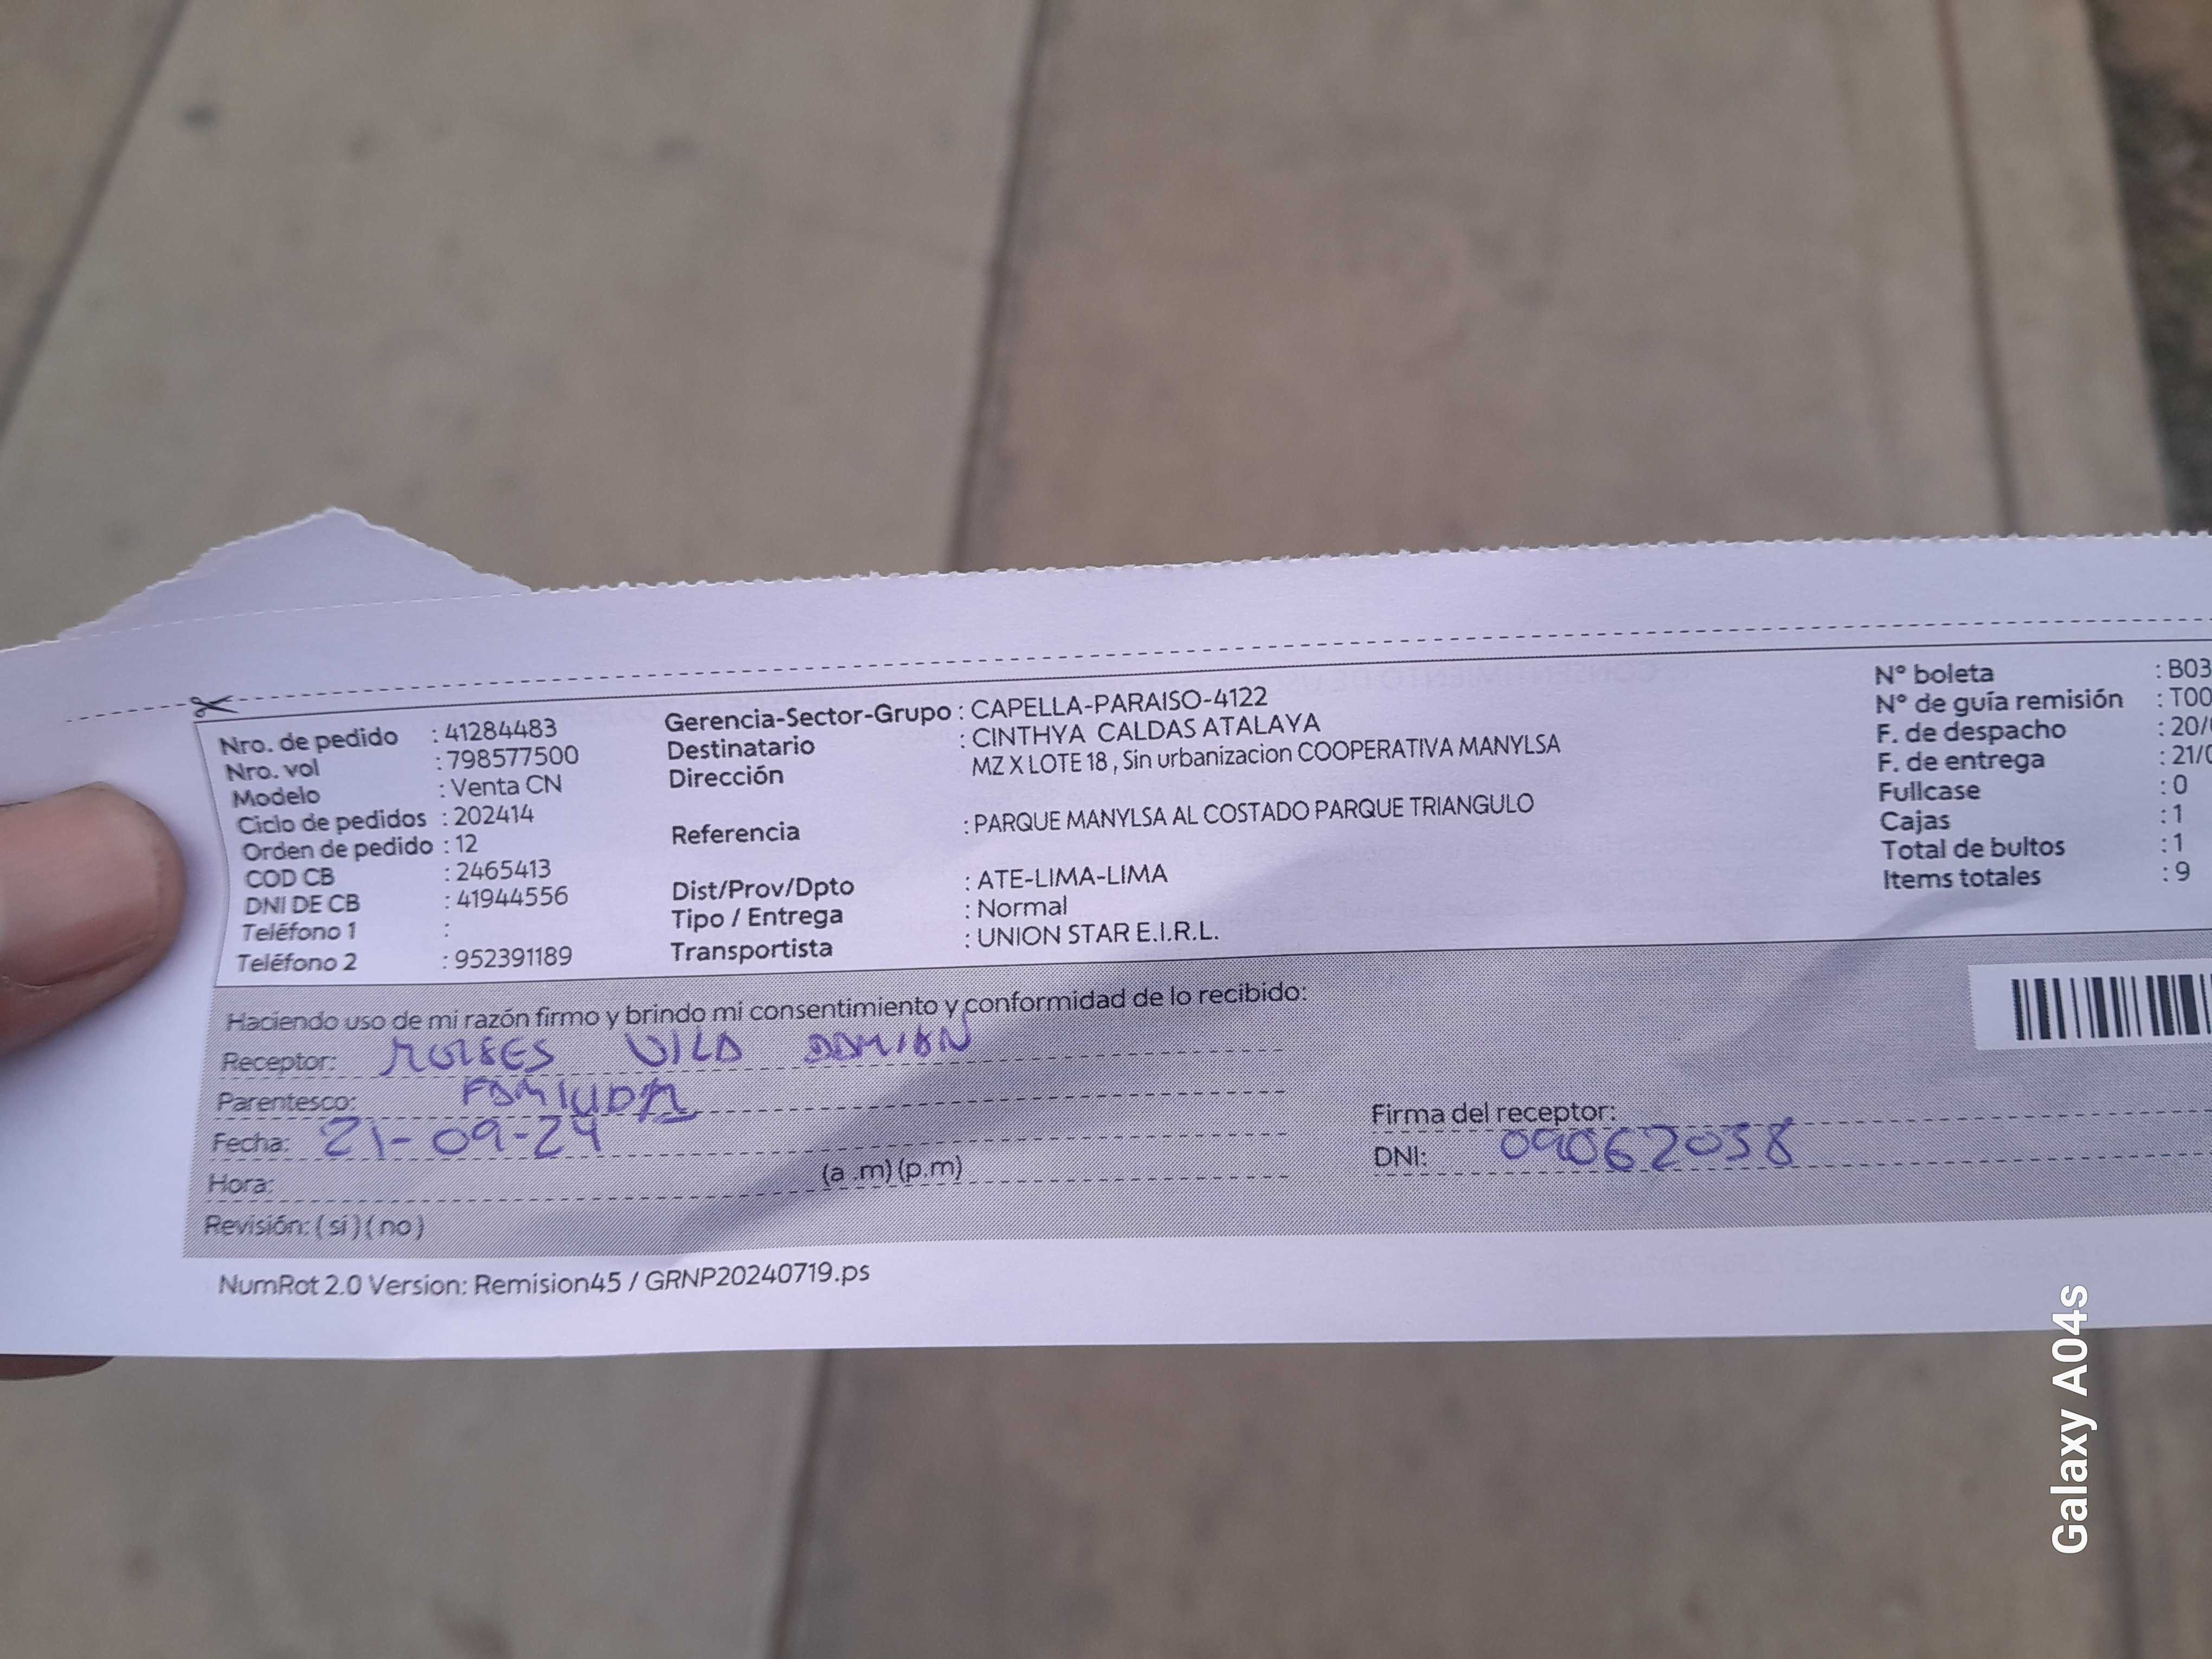 Nro. de pedido : 41284483
Nro. vol : 798577500
Modelo : Venta CN
Ciclo de pedidos : 202414
Orden de pedido : 12
COD CB : 2465413
DNI DE CB : 41944556
Teléfono 1 :
Teléfono 2 : 952391189
Gerencia-Sector-Grupo : CAPELLA-PARAISO-4122
Destinatario : CINTHYA CALDAS ATALAYA
Dirección MZ X LOTE 18 , Sin urbanizacion COOPERATIVA MANYLSA
Referencia : PARQUE MANYLSA AL COSTADO PARQUE TRIANGULO
Dist/Prov/Dpto : ATE-LIMA-LIMA
Tipo / Entrega : Normal
Transportista : UNION STAR E.I.R.L.
N° boleta : B03
N° de guía remisión : T00
F. de despacho : 20/
F. de entrega : 21/
Fullcase : 0
Cajas : 1
Total de bultos : 1
Items totales : 9
Haciendo uso de mi razón firmo y brindo mi consentimiento y conformidad de lo recibido:
Receptor: MOISES VILA DAMIAN
Parentesco:
Fecha: 21-09-24
Hora: (a .m) (p.m)
Revisión: ( si ) ( no )
Firma del receptor:
DNI: 09062038
NumRot 2.0 Version: Remision45 / GRNP20240719.ps
Galaxy A04s